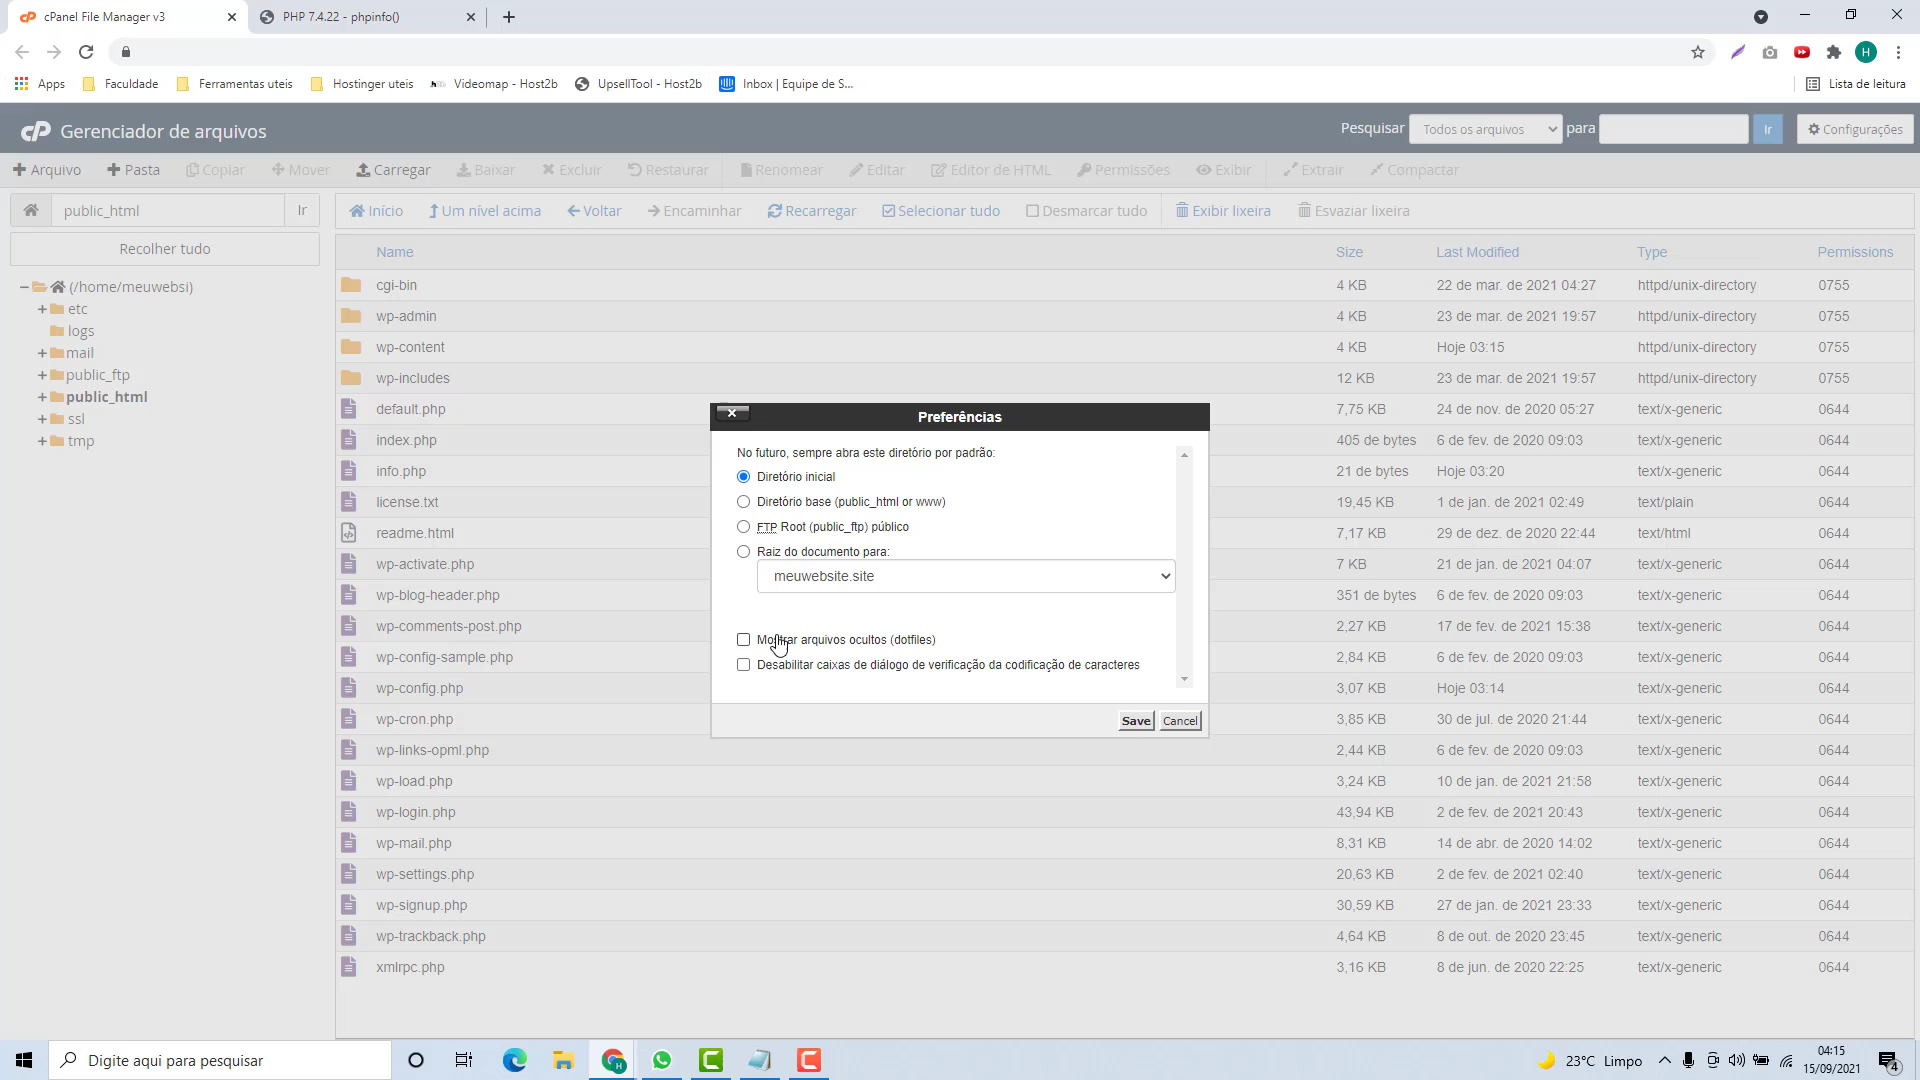 cPanel File Manager v3
PHP 7.4.22 - phpinfo()
H
Apps Faculdade Ferramentas uteis Hostinger uteis Videomap - Host2b UpsellTool - Host2b Inbox | Equipe de S... Lista de leitura
cP Gerenciador de arquivos Pesquisar Todos os arquivos para Ir Configurações
Arquivo Pasta Copiar Mover Carregar Baixar Excluir Restaurar Renomear Editar Editor de HTML Permissões Exibir Extrair Compactar
public_html Ir Início Um nível acima Voltar Encaminhar Recarregar Selecionar tudo Desmarcar tudo Exibir lixeira Esvaziar lixeira
Recolher tudo
(/home/meuwebsi)
etc
logs
mail
public_ftp
public_html
ssl
tmp
Name Size Last Modified Type Permissions
cgi-bin 4 KB 22 de mar. de 2021 04:27 httpd/unix-directory 0755
wp-admin 4 KB 23 de mar. de 2021 19:57 httpd/unix-directory 0755
wp-content 4 KB Hoje 03:15 httpd/unix-directory 0755
wp-includes 12 KB 23 de mar. de 2021 19:57 httpd/unix-directory 0755
default.php 7,75 KB 24 de nov. de 2020 05:27 text/x-generic 0644
index.php 405 de bytes 6 de fev. de 2020 09:03 text/x-generic 0644
info.php 21 de bytes Hoje 03:20 text/x-generic 0644
license.txt 19,45 KB 1 de jan. de 2021 02:49 text/plain 0644
readme.html 7,17 KB 29 de dez. de 2020 22:44 text/html 0644
wp-activate.php 7 KB 21 de jan. de 2021 04:07 text/x-generic 0644
wp-blog-header.php 351 de bytes 6 de fev. de 2020 09:03 text/x-generic 0644
wp-comments-post.php 2,27 KB 17 de fev. de 2021 15:38 text/x-generic 0644
wp-config-sample.php 2,84 KB 6 de fev. de 2020 09:03 text/x-generic 0644
wp-config.php 3,07 KB Hoje 03:14 text/x-generic 0644
wp-cron.php 3,85 KB 30 de jul. de 2020 21:44 text/x-generic 0644
wp-links-opml.php 2,44 KB 6 de fev. de 2020 09:03 text/x-generic 0644
wp-load.php 3,24 KB 10 de jan. de 2021 21:58 text/x-generic 0644
wp-login.php 43,94 KB 2 de fev. de 2021 20:43 text/x-generic 0644
wp-mail.php 8,31 KB 14 de abr. de 2020 14:02 text/x-generic 0644
wp-settings.php 20,63 KB 2 de fev. de 2021 02:40 text/x-generic 0644
wp-signup.php 30,59 KB 27 de jan. de 2021 23:33 text/x-generic 0644
wp-trackback.php 4,64 KB 8 de out. de 2020 23:45 text/x-generic 0644
xmlrpc.php 3,16 KB 8 de jun. de 2020 22:25 text/x-generic 0644
Preferências
No futuro, sempre abra este diretório por padrão:
Diretório inicial
Diretório base (public_html or www)
FTP Root (public_ftp) público
Raiz do documento para:
meuwebsite.site
Mostrar arquivos ocultos (dotfiles)
Desabilitar caixas de diálogo de verificação da codificação de caracteres
Save Cancel
Digite aqui para pesquisar
23°C Limpo
04:15
15/09/2021
4